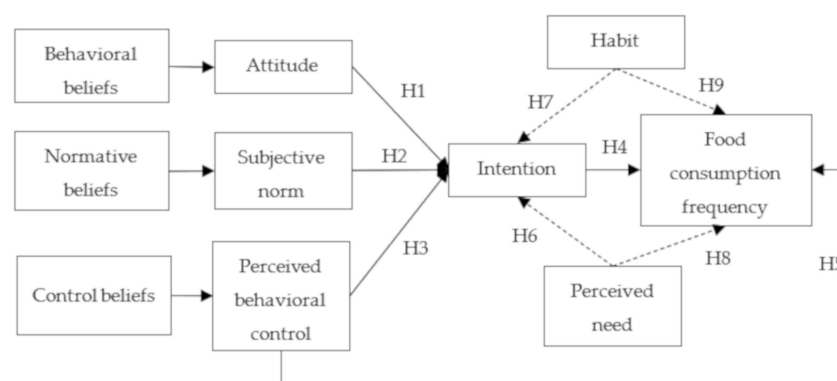 Behavioral
beliefs
Attitude
H1
Habit
H7
H9
Normative
beliefs
Subjective
norm
H2
Intention
H4
Food
consumption
frequency
H3
H6
H8
Control beliefs
Perceived
behavioral
control
Perceived
need